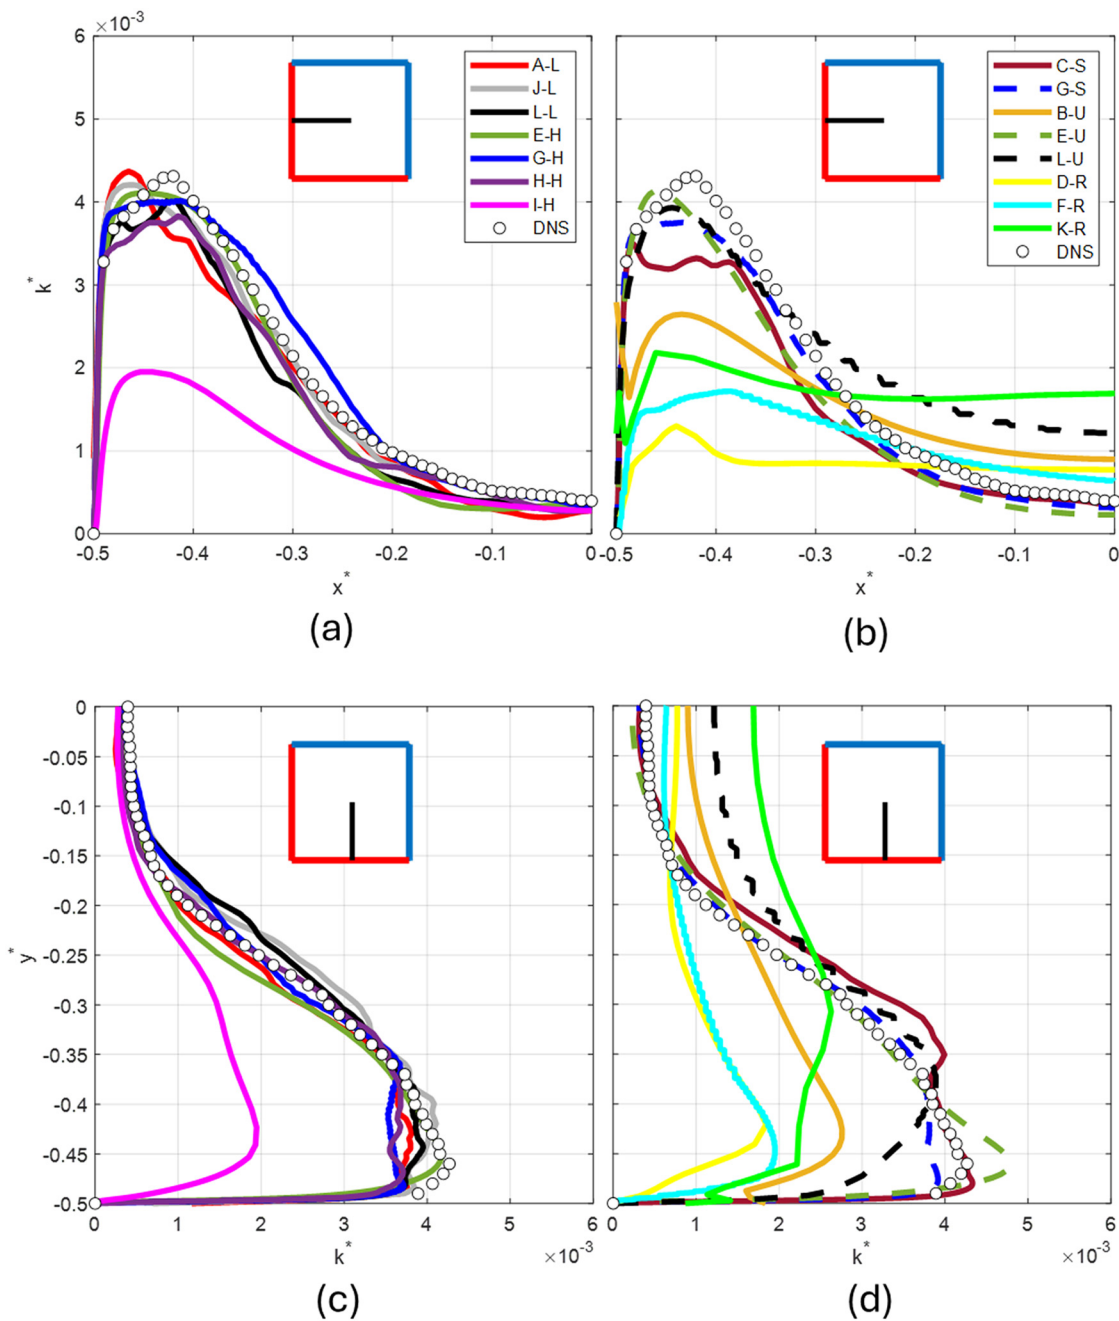 ×10⁻³
6
5
4
3
2
1
0
k*
-0.5 -0.4 -0.3 -0.2 -0.1 0
x*
A-L
J-L
L-L
E-H
G-H
H-H
I-H
DNS
(a)
-0.5 -0.4 -0.3 -0.2 -0.1 0
x*
C-S
G-S
B-U
E-U
L-U
D-R
F-R
K-R
DNS
(b)
0
-0.05
-0.1
-0.15
-0.2
-0.25
-0.3
-0.35
-0.4
-0.45
-0.5
y*
0 1 2 3 4 5 6
k*
×10⁻³
(c)
0 1 2 3 4 5 6
k*
×10⁻³
(d)